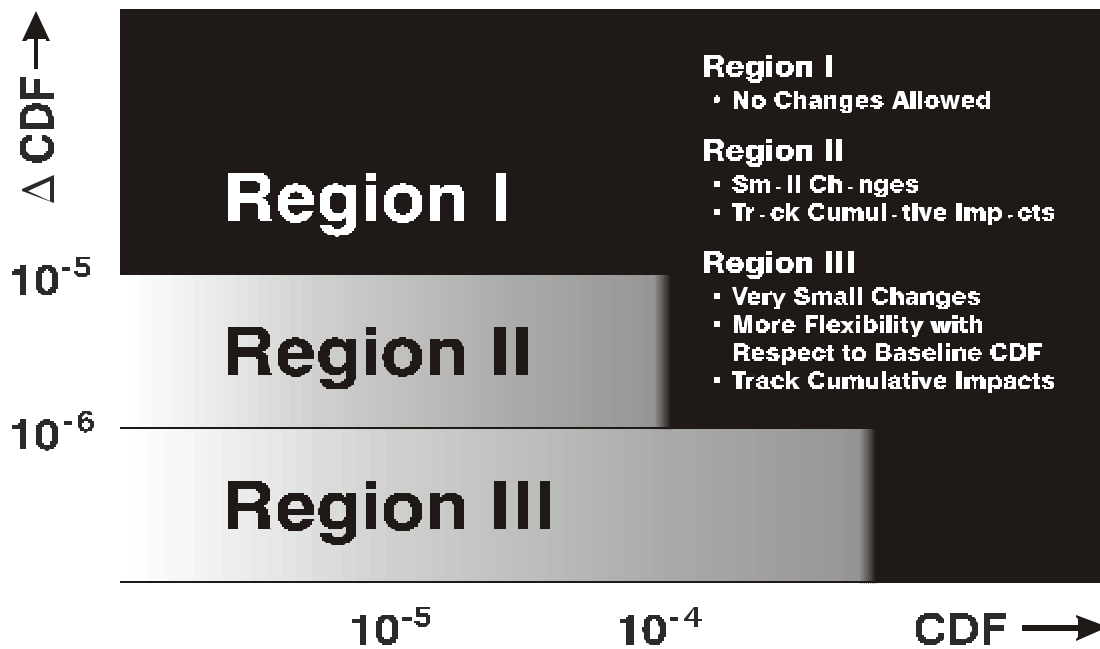 Δ CDF
Region I
• No Changes Allowed
Region II
• Sm-ll Ch-nges
• Tr-ck Cumul-tive Imp-cts
Region III
• Very Small Changes
• More Flexibility with
Respect to Baseline CDF
• Track Cumulative Impacts
Region I
10⁻⁵
Region II
10⁻⁶
Region III
10⁻⁵ 10⁻⁴ CDF